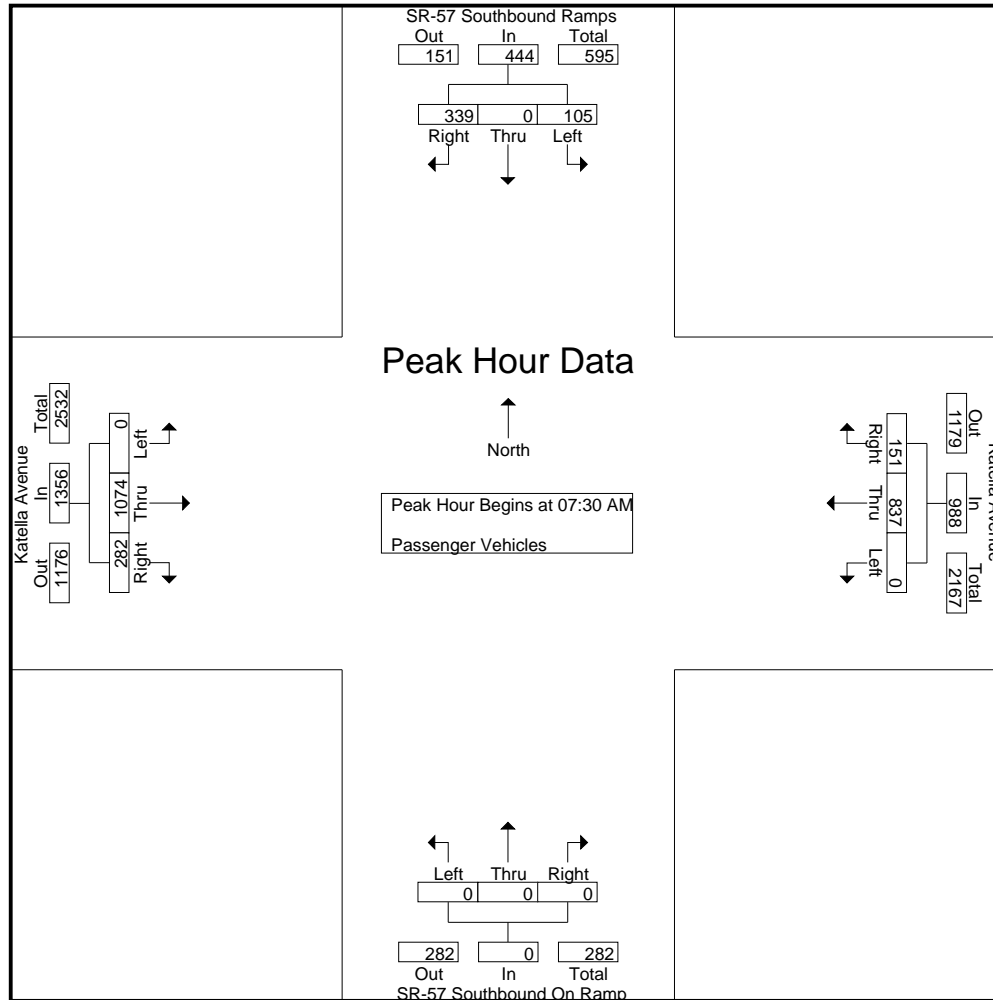 SR-57 Southbound Ramps
Out In Total
151 444 595
339 0 105
Right Thru Left
Peak Hour Data
North
Peak Hour Begins at 07:30 AM
Passenger Vehicles
Katella Avenue
Out In Total
1176 1356 2532
282 1074 0
Right Thru Left
Katella Avenue
Out In Total
1179 988 2167
151 837 0
Right Thru Left
Left Thru Right
0 0 0
282 0 282
Out In Total
SR-57 Southbound On Ramp